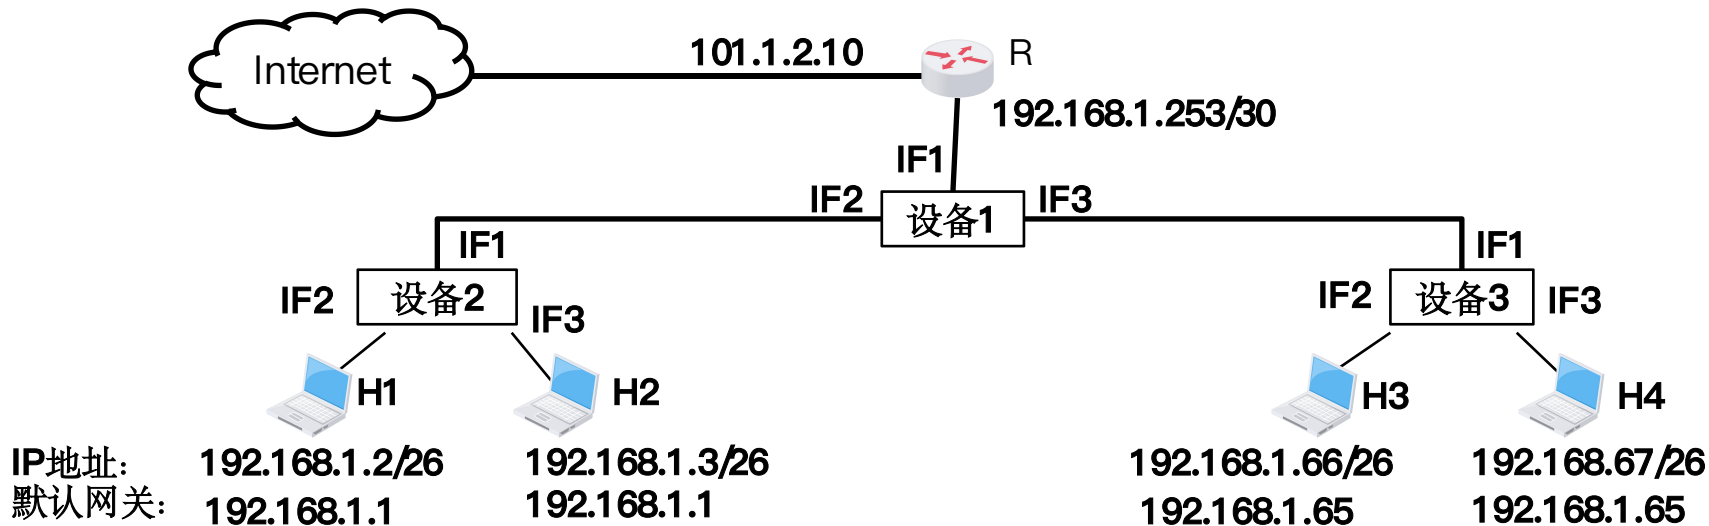 Internet
101.1.2.10
R
192.168.1.253/30
IF1
IF2
设备1
IF3
IF1
IF2
设备2
IF3
IF1
IF2
设备3
IF3
H1
H2
H3
H4
IP地址: 192.168.1.2/26 192.168.1.3/26 192.168.1.66/26 192.168.67/26
默认网关: 192.168.1.1 192.168.1.1 192.168.1.65 192.168.1.65